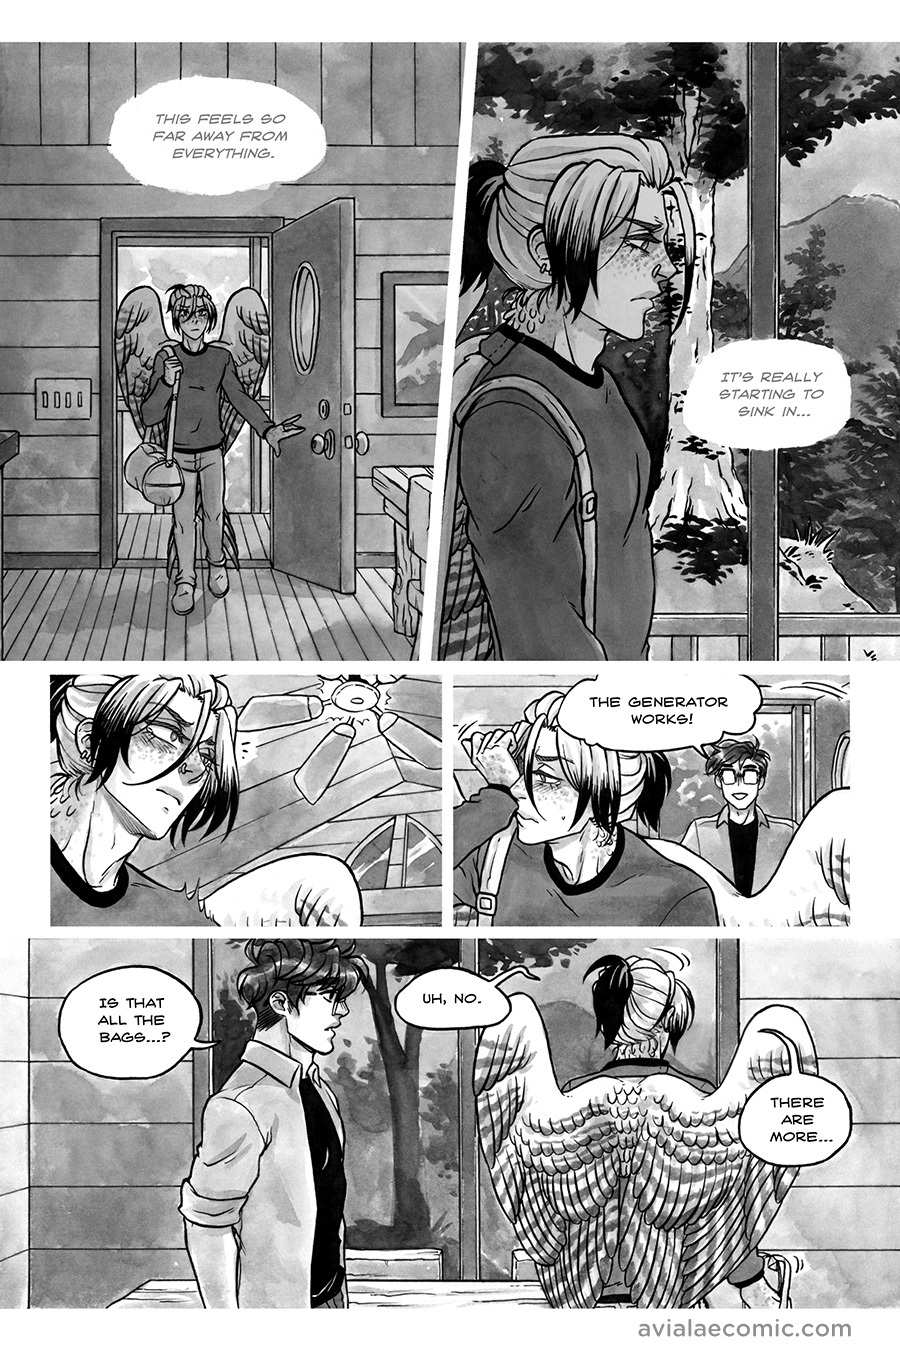 THIS FEELS SO
FAR AWAY FROM
EVERYTHING.
IT'S REALLY
STARTING TO
SINK IN...
THE GENERATOR
WORKS!
IS THAT
ALL THE
BAGS...?
UH, NO.
THERE
ARE
MORE...
avialaecomic.com